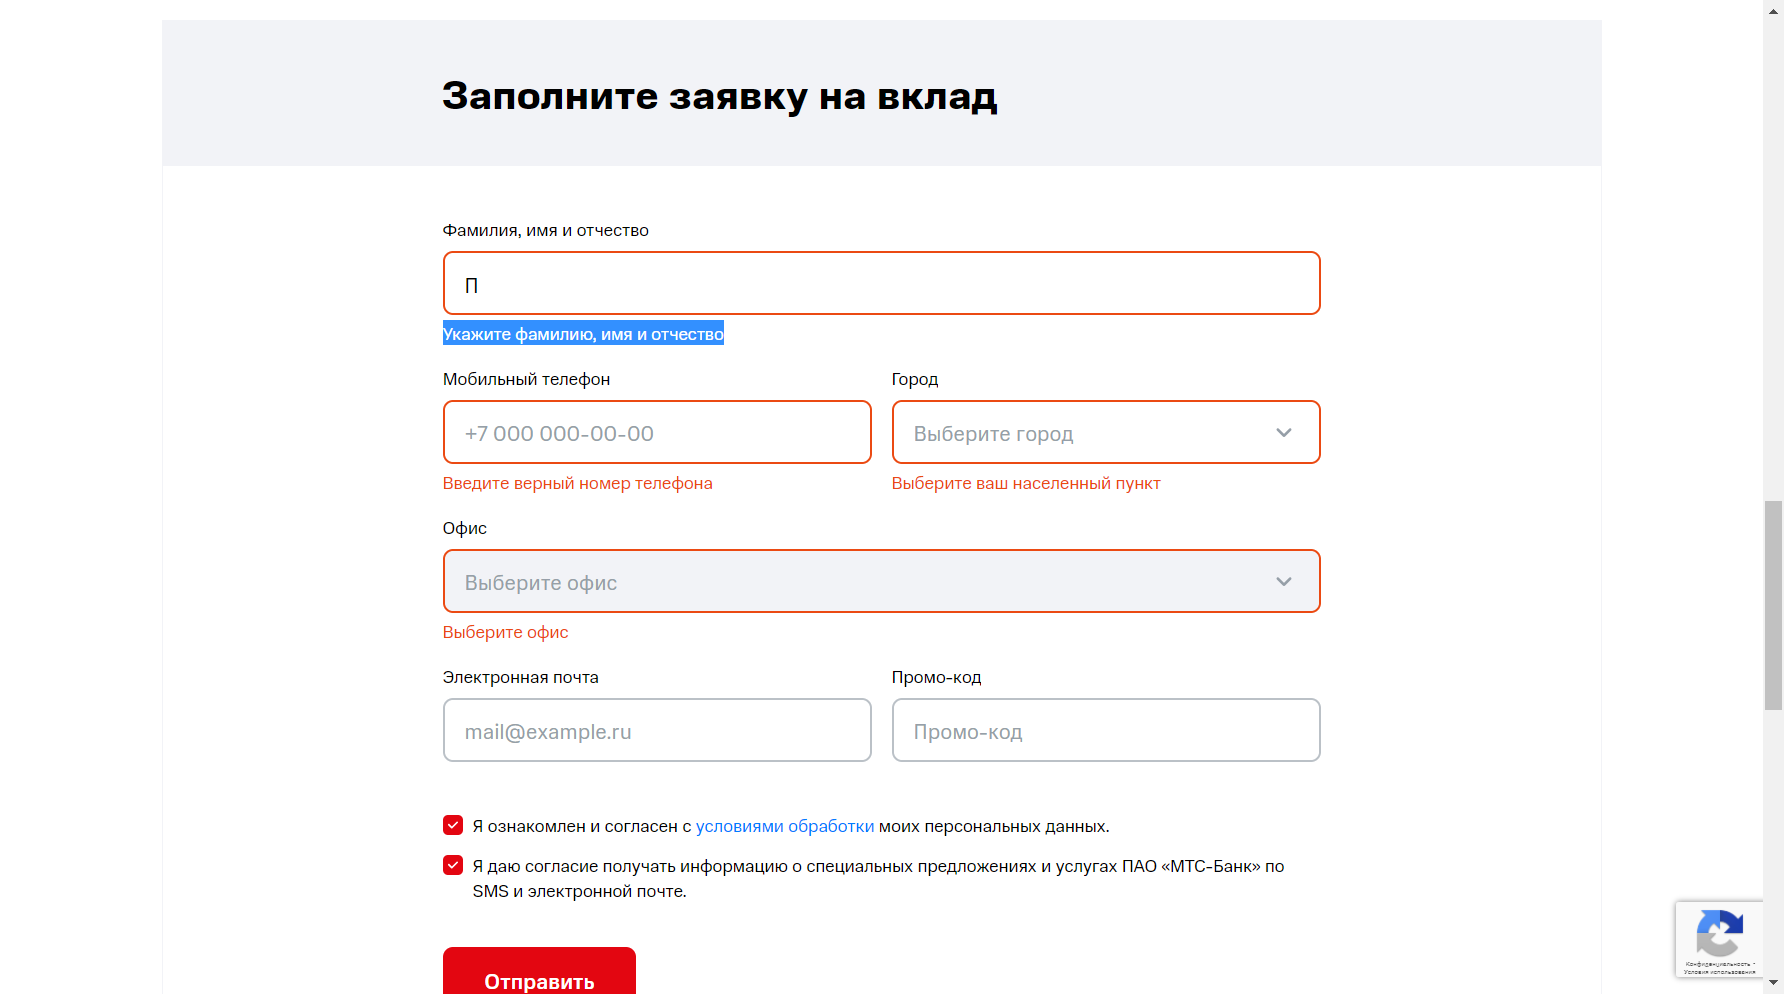 Заполните заявку на вклад
Фамилия, имя и отчество
П
Укажите фамилию, имя и отчество
Мобильный телефон
Город
+7 000 000-00-00
Выберите город
Введите верный номер телефона
Выберите ваш населенный пункт
Офис
Выберите офис
Выберите офис
Электронная почта
Промо-код
mail@example.ru
Промо-код
Я ознакомлен и согласен с условиями обработки моих персональных данных.
Я даю согласие получать информацию о специальных предложениях и услугах ПАО «МТС-Банк» по
SMS и электронной почте.
Отправить
Конфиденциальность -
Условия использования